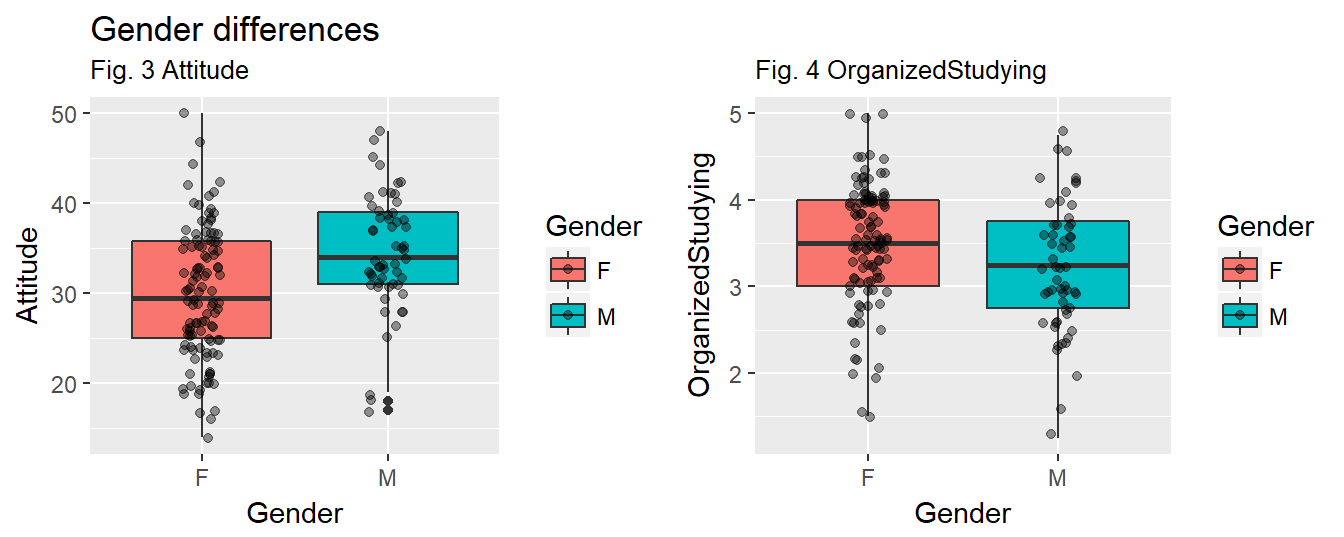 Gender differences
Fig. 3 Attitude
50
40
30
20
Attitude
F
M
Gender
Gender
F
M
Fig. 4 OrganizedStudying
5
4
3
2
OrganizedStudying
F
M
Gender
Gender
F
M